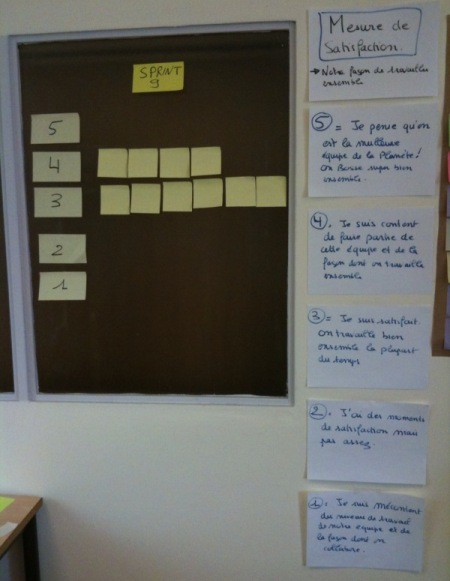 SPRINT
9
5
4
3
2
1
Mesure de
Satisfaction.
→ Notre façon de travailler
ensemble
5 = Je pense qu'on
est la meilleure
équipe de la Planète!
on Bosse super bien
ensemble.
4. Je suis content
de faire partie de
cette équipe et de la
façon dont on travaille
ensemble
3 = Je suis satisfait.
on travaille bien
ensemble la plupart
du temps
2. J'ai des moments
de satisfaction mais
pas assez.
1 = Je suis mécontent
du niveau de travail
de notre équipe et de
la façon dont on
collabore.